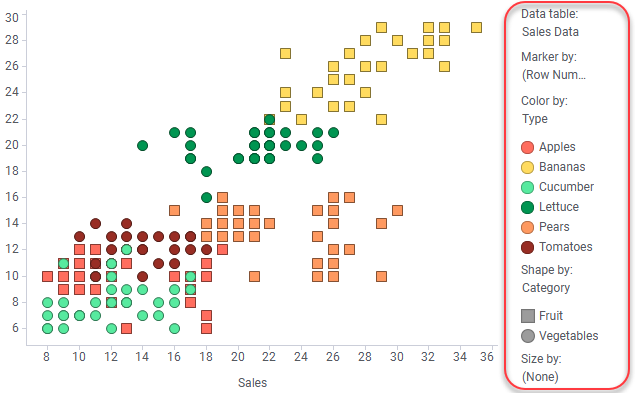 30
28
26
24
22
20
18
16
14
12
10
8
6
8 10 12 14 16 18 20 22 24 26 28 30 32 34 36
Sales
Data table:
Sales Data
Marker by:
(Row Num...
Color by:
Type
Apples
Bananas
Cucumber
Lettuce
Pears
Tomatoes
Shape by:
Category
Fruit
Vegetables
Size by:
(None)